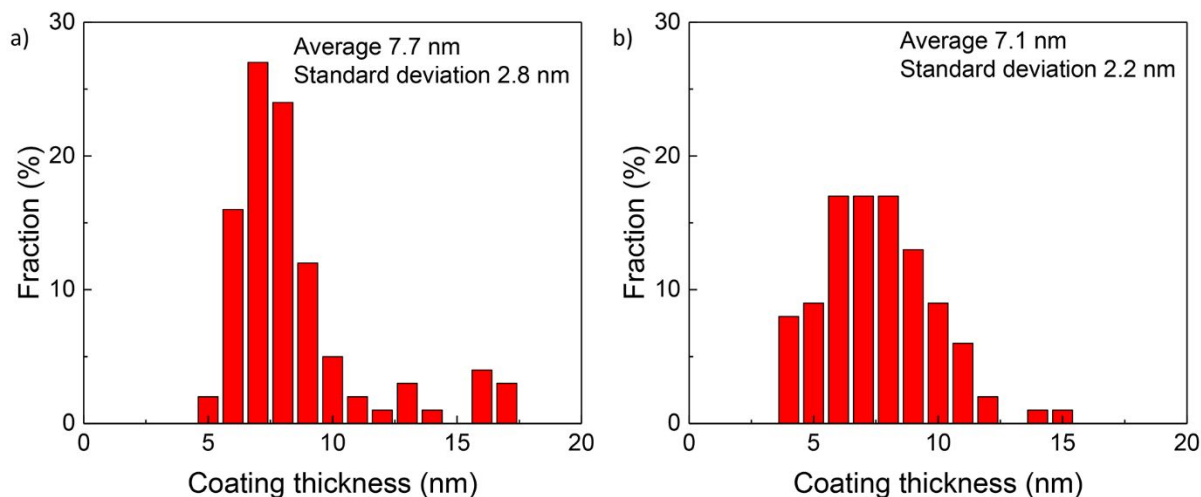 a)
Average 7.7 nm
Standard deviation 2.8 nm
Fraction (%)
30
20
10
0
0 5 10 15 20
Coating thickness (nm)
b)
Average 7.1 nm
Standard deviation 2.2 nm
Fraction (%)
30
20
10
0
0 5 10 15 20
Coating thickness (nm)